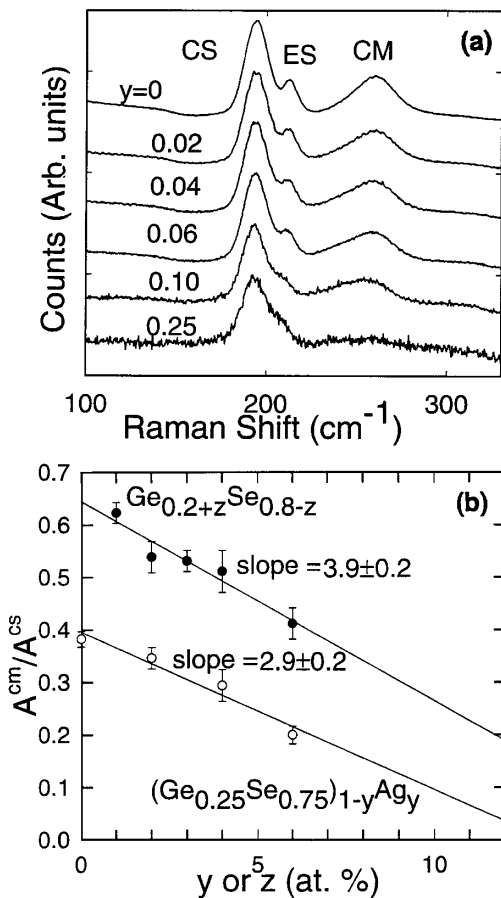 (a)
CS ES CM
y=0
0.02
0.04
0.06
0.10
0.25
Counts (Arb. units)
100 200 300
Raman Shift (cm⁻¹)
(b)
0.7
0.6
0.5
0.4
0.3
0.2
0.1
0.0
Ge₀.₂₊zSe₀.₈₋z
slope =3.9±0.2
slope =2.9±0.2
(Ge₀.₂₅Se₀.₇₅)₁₋yAgy
Aᶜᵐ/Aᶜˢ
0 5 10
y or z (at. %)